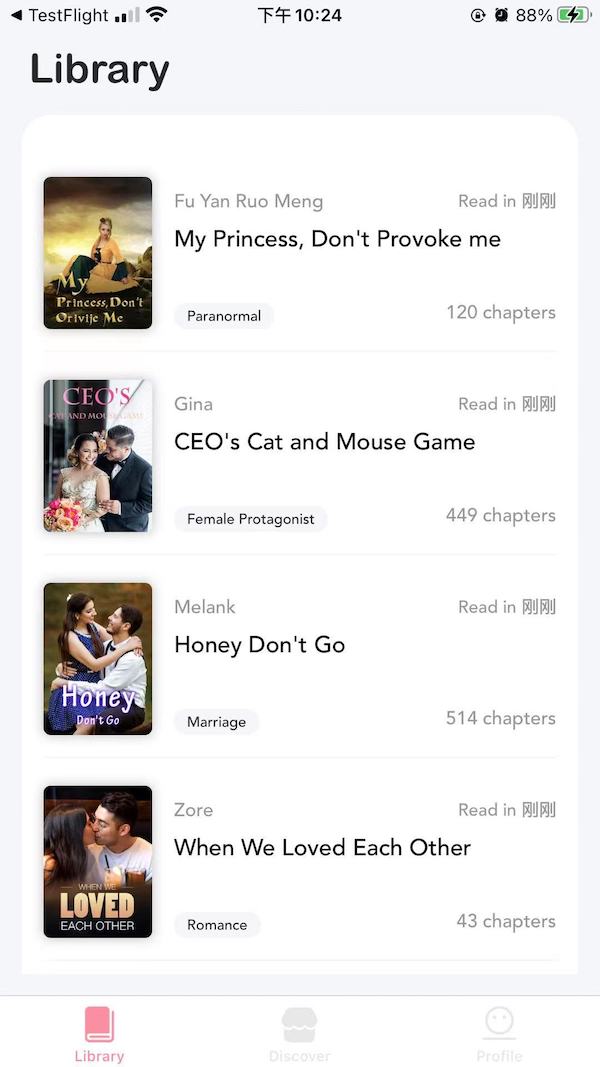 TestFlight 下午10:24 88%
Library
Fu Yan Ruo Meng Read in 刚刚
My Princess, Don't Provoke me
Paranormal 120 chapters
My
Princess,Don't
Orivije Me
Gina Read in 刚刚
CEO'S
CAT AND MOUSE GAME
CEO's Cat and Mouse Game
Female Protagonist 449 chapters
Melank Read in 刚刚
Honey Don't Go
Honey
Don't Go
Marriage 514 chapters
Zore Read in 刚刚
When We Loved Each Other
WHEN WE
LOVED
EACH OTHER
Romance 43 chapters
Library Discover Profile